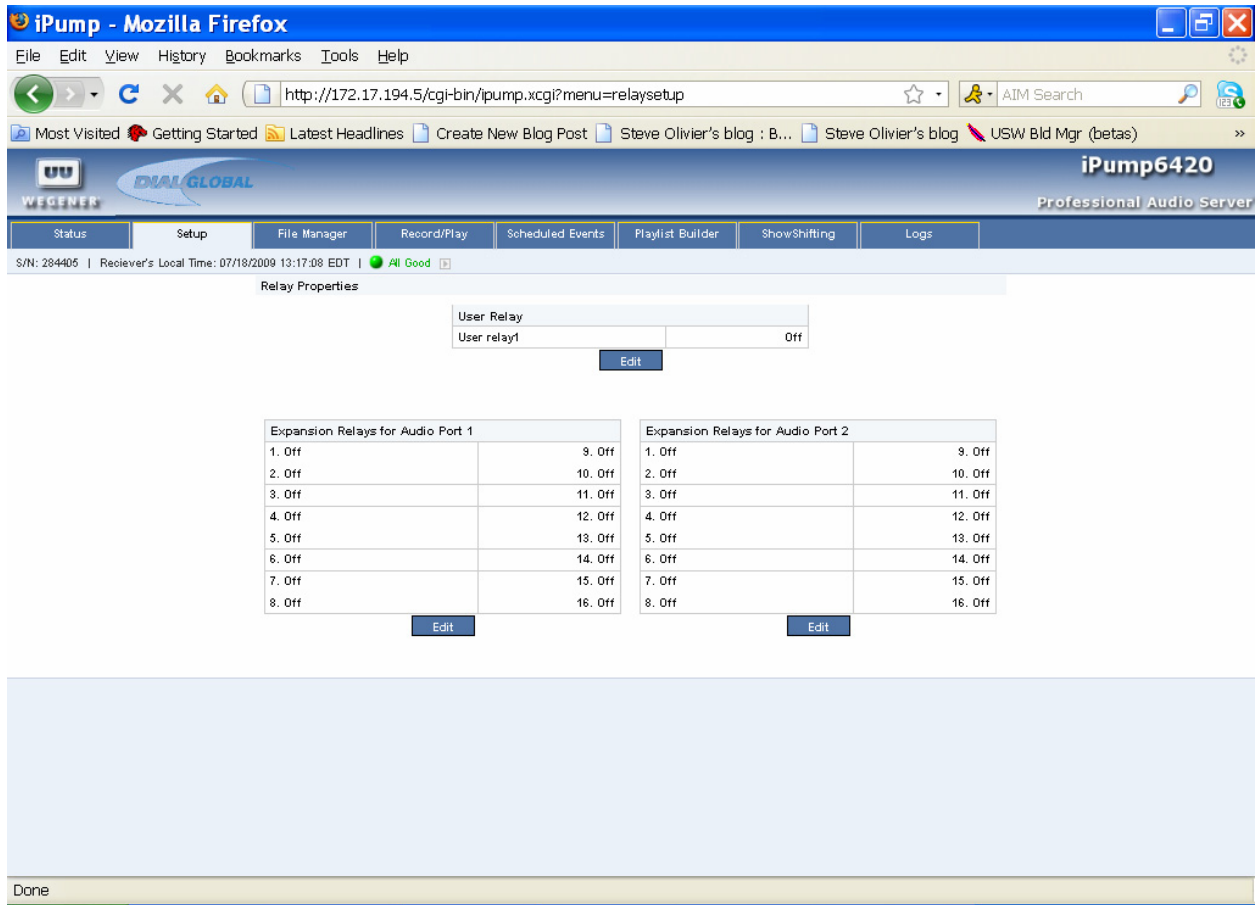 iPump - Mozilla Firefox
File Edit View History Bookmarks Tools Help
http://172.17.194.5/cgi-bin/ipump.xcgi?menu=relaysetup AIM Search
Most Visited Getting Started Latest Headlines Create New Blog Post Steve Olivier's blog : B... Steve Olivier's blog USW Bld Mgr (betas) »
WEGENER DIAL GLOBAL iPump6420
Professional Audio Server
Status Setup File Manager Record/Play Scheduled Events Playlist Builder ShowShifting Logs
S/N: 284405 | Reciever's Local Time: 07/18/2009 13:17:08 EDT | All Good
Relay Properties
User Relay
User relay1 Off
Edit
Expansion Relays for Audio Port 1 Expansion Relays for Audio Port 2
1. Off 9. Off 1. Off 9. Off
2. Off 10. Off 2. Off 10. Off
3. Off 11. Off 3. Off 11. Off
4. Off 12. Off 4. Off 12. Off
5. Off 13. Off 5. Off 13. Off
6. Off 14. Off 6. Off 14. Off
7. Off 15. Off 7. Off 15. Off
8. Off 16. Off 8. Off 16. Off
Edit Edit
Done